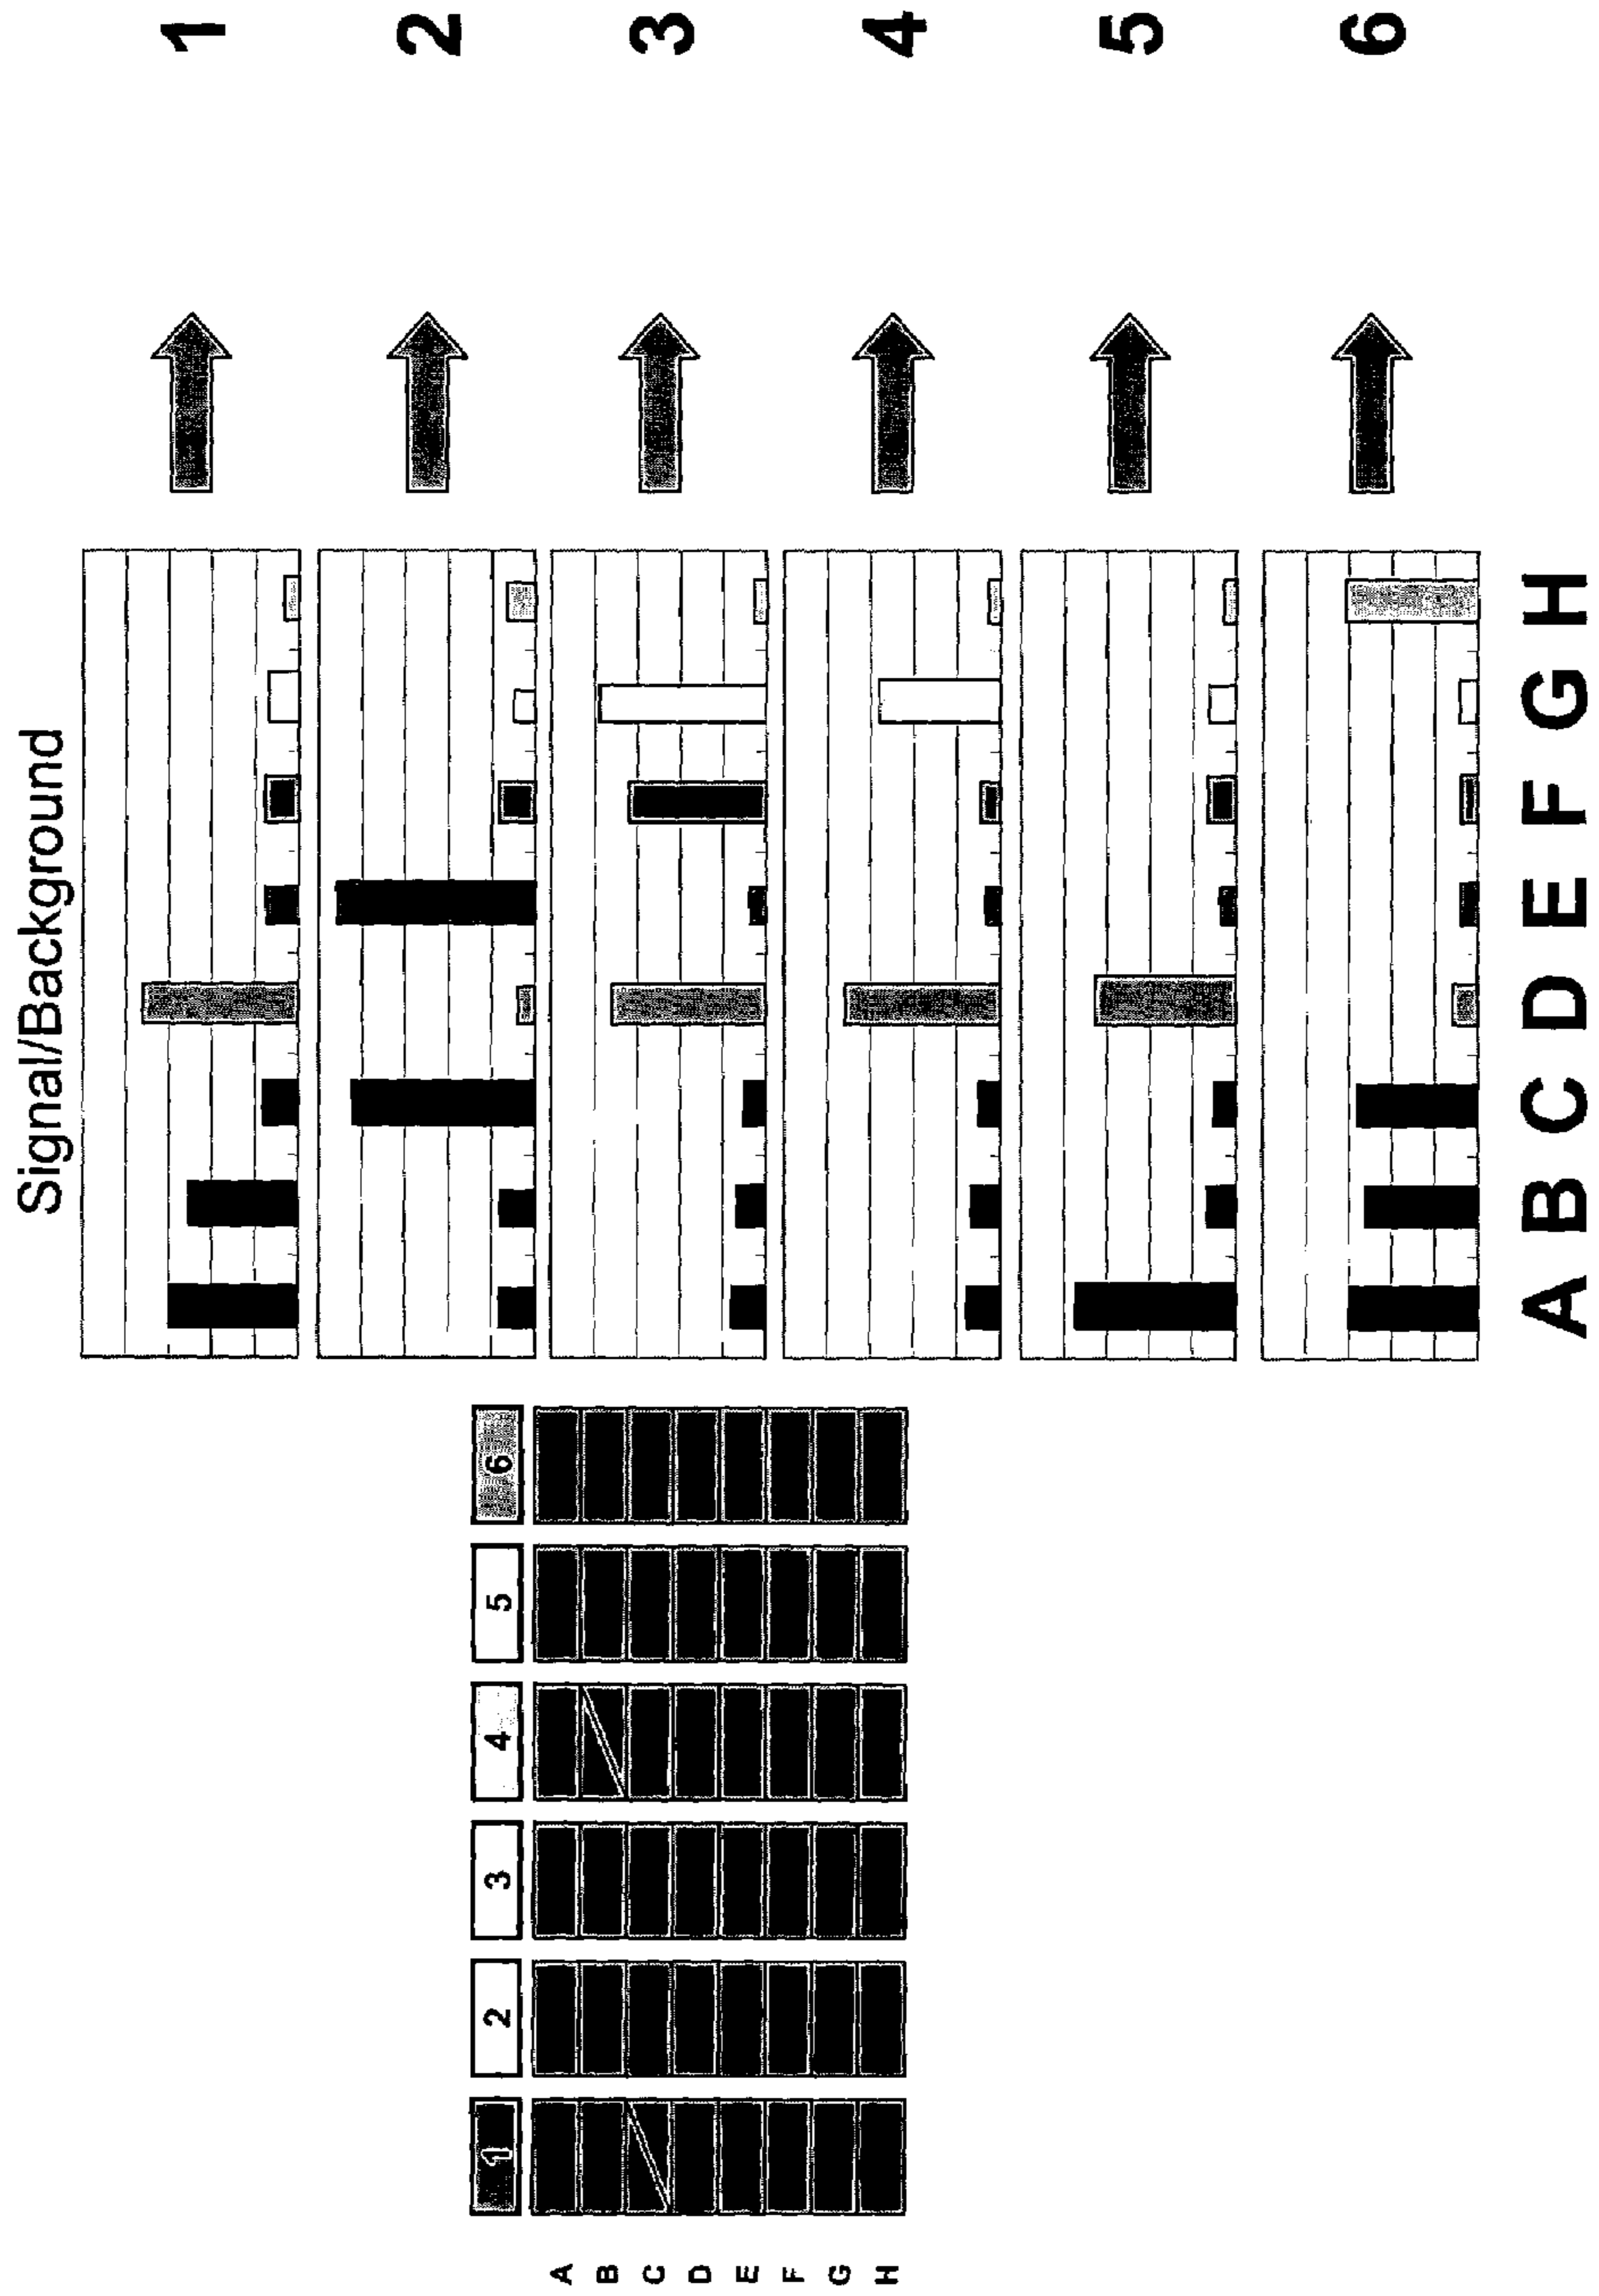 Signal/Background
1 2 3 4 5 6
A
B
C
D
E
F
G
H
1
2
3
4
5
6
A B C D E F G H